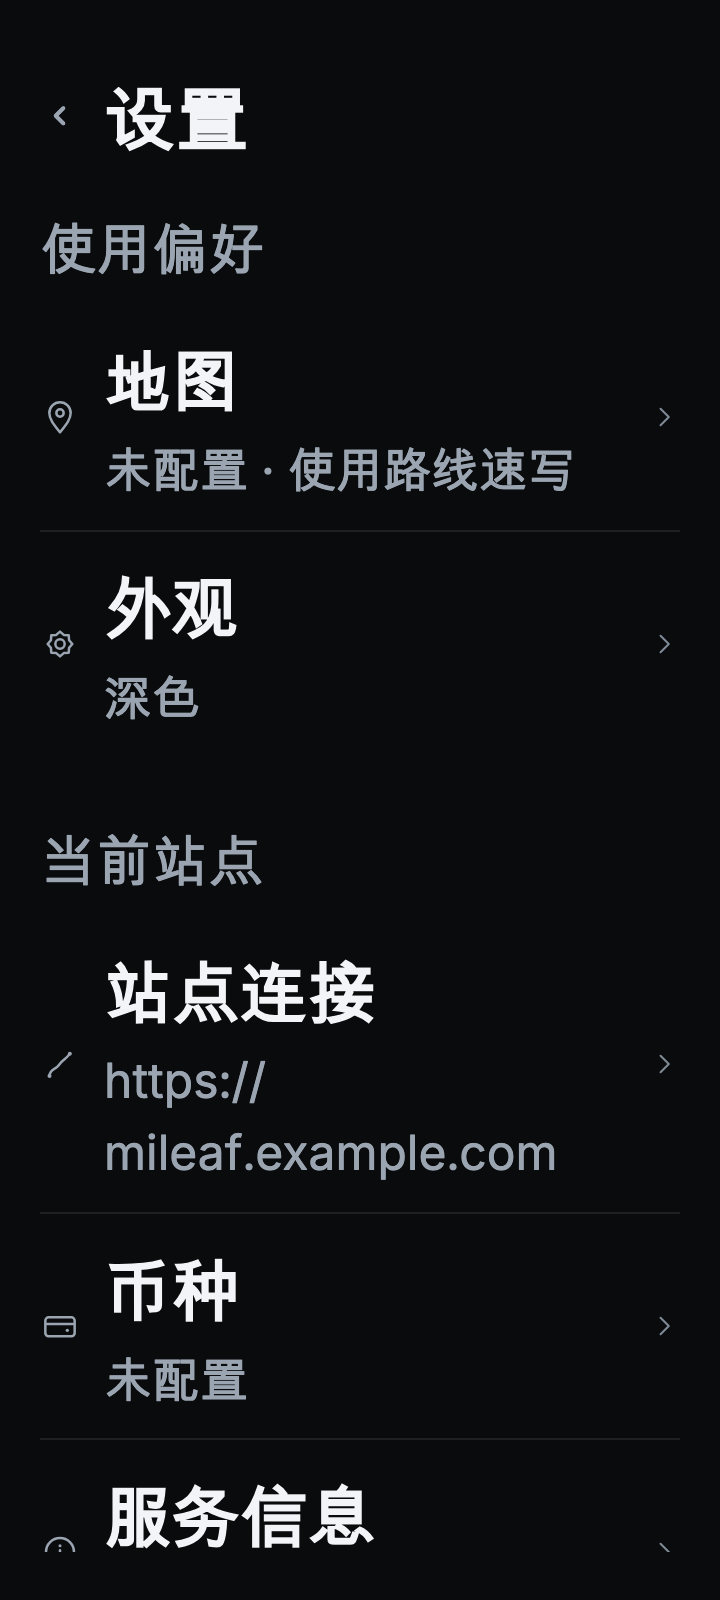 设置
使用偏好
地图
未配置 · 使用路线速写
外观
深色
当前站点
站点连接
https://
mileaf.example.com
币种
未配置
服务信息